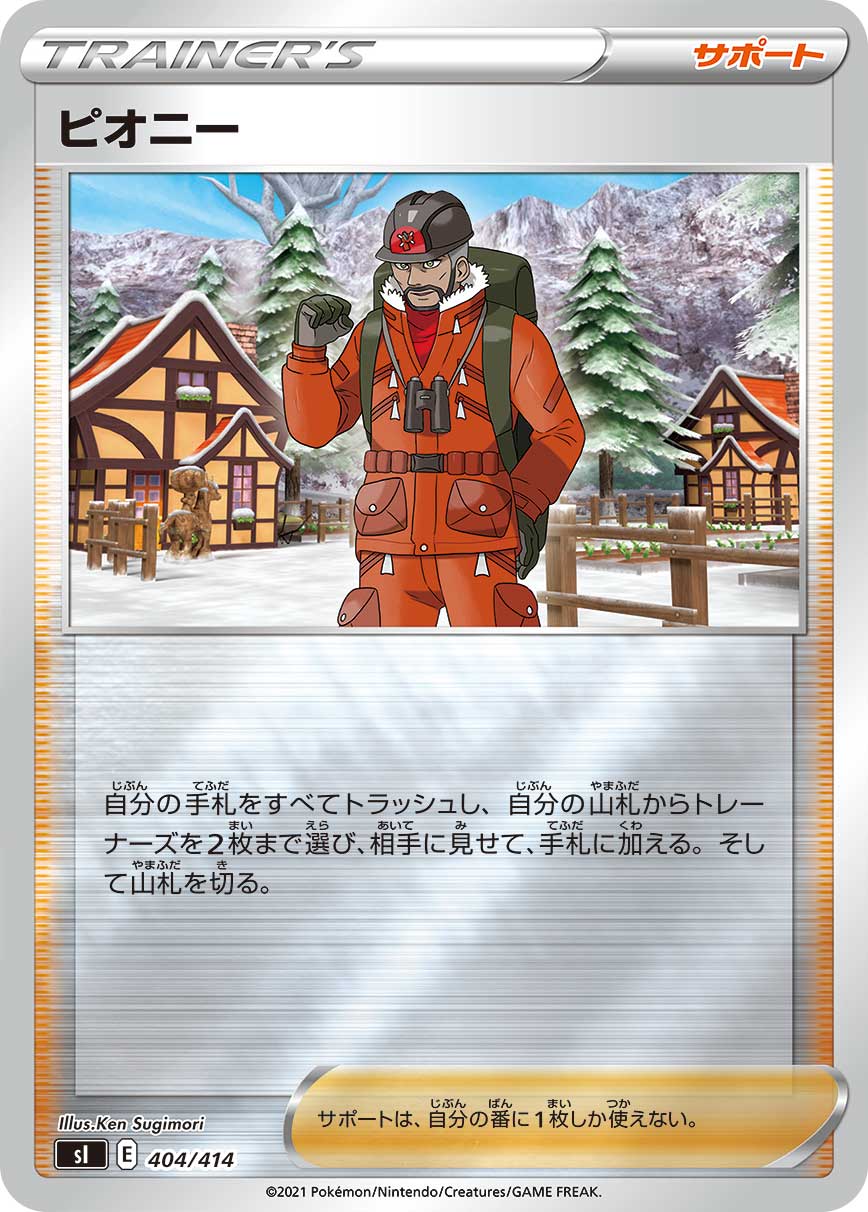 TRAINER'S サポート
ピオニー
自分の手札をすべてトラッシュし、自分の山札からトレー
ナーズを2枚まで選び、相手に見せて、手札に加える。そし
て山札を切る。
サポートは、自分の番に1枚しか使えない。
Illus.Ken Sugimori
sI E 404/414
©2021 Pokémon/Nintendo/Creatures/GAME FREAK.